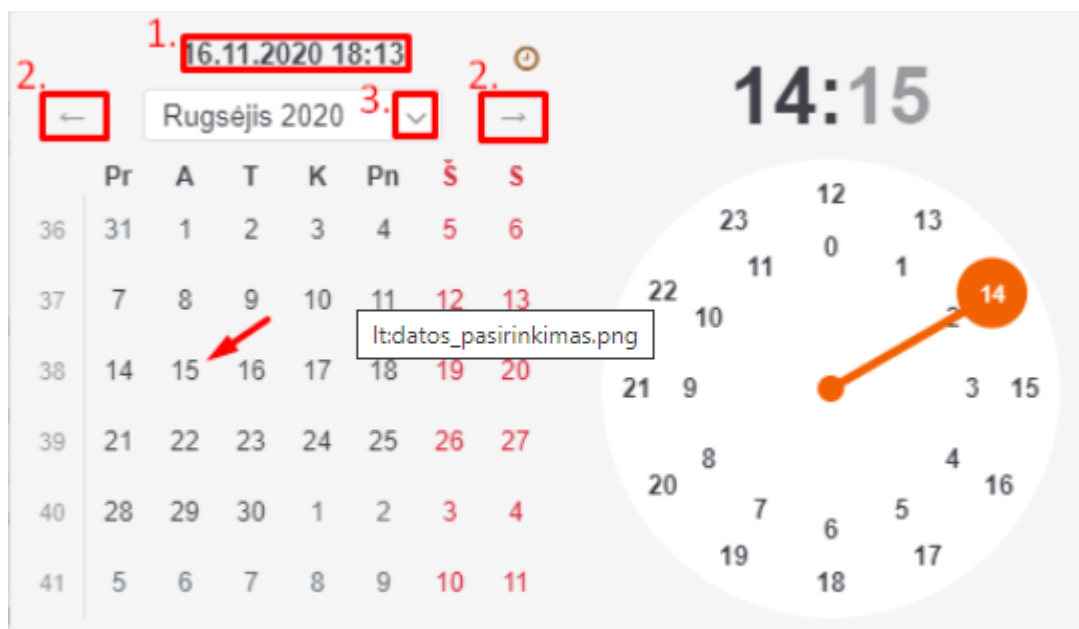 1. 16.11.2020 18:13
2. ← Rugsėjis 2020 3. 2. →
Pr A T K Pn Š S
36 31 1 2 3 4 5 6
37 7 8 9 10 11 12 13
lt:datos_pasirinkimas.png
38 14 15 16 17 18 19 20
39 21 22 23 24 25 26 27
40 28 29 30 1 2 3 4
41 5 6 7 8 9 10 11
14:15
12
23 13
0
11 1
22 14
10 2
21 9 3 15
8 4
20 16
7 5
6
19 17
18